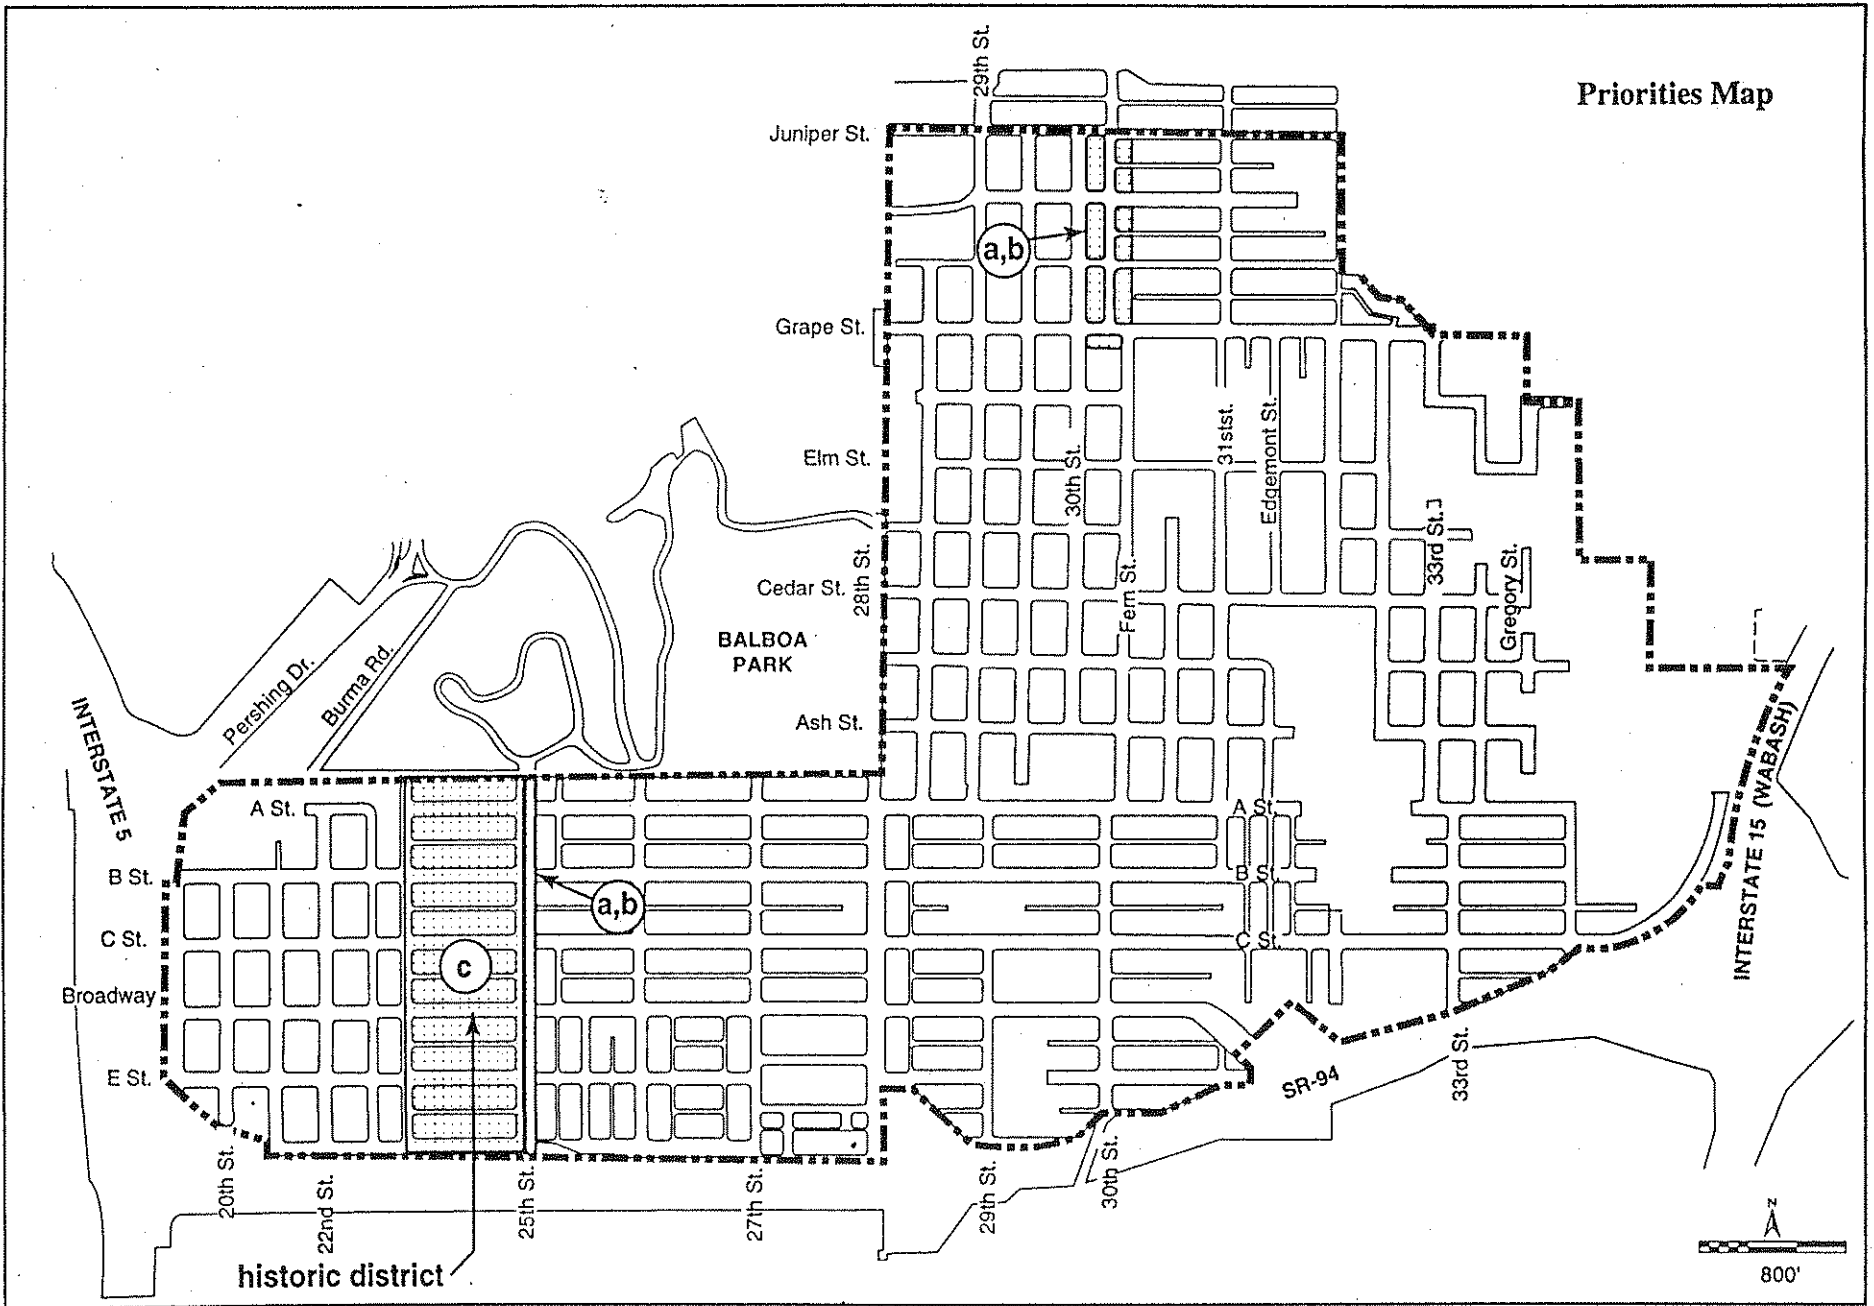 Priorities Map
29th St.
Juniper St.
a,b
Grape St.
Elm St.
30th St.
31stst.
Edgemont St.
33rd St.
Gregory St.
Cedar St.
28th St.
Fern St.
BALBOA
PARK
Pershing Dr.
Burma Rd.
Ash St.
INTERSTATE 5
INTERSTATE 15 (WABASH)
A St.
A St.
B St.
B St.
a,b
C St.
C St.
c
Broadway
E St.
SR-94
33rd St.
20th St.
22nd St.
25th St.
27th St.
29th St.
30th St.
historic district
N
800'